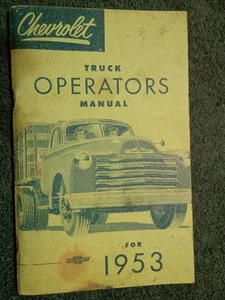 Chevrolet
TRUCK
OPERATORS
MANUAL
FOR
1953